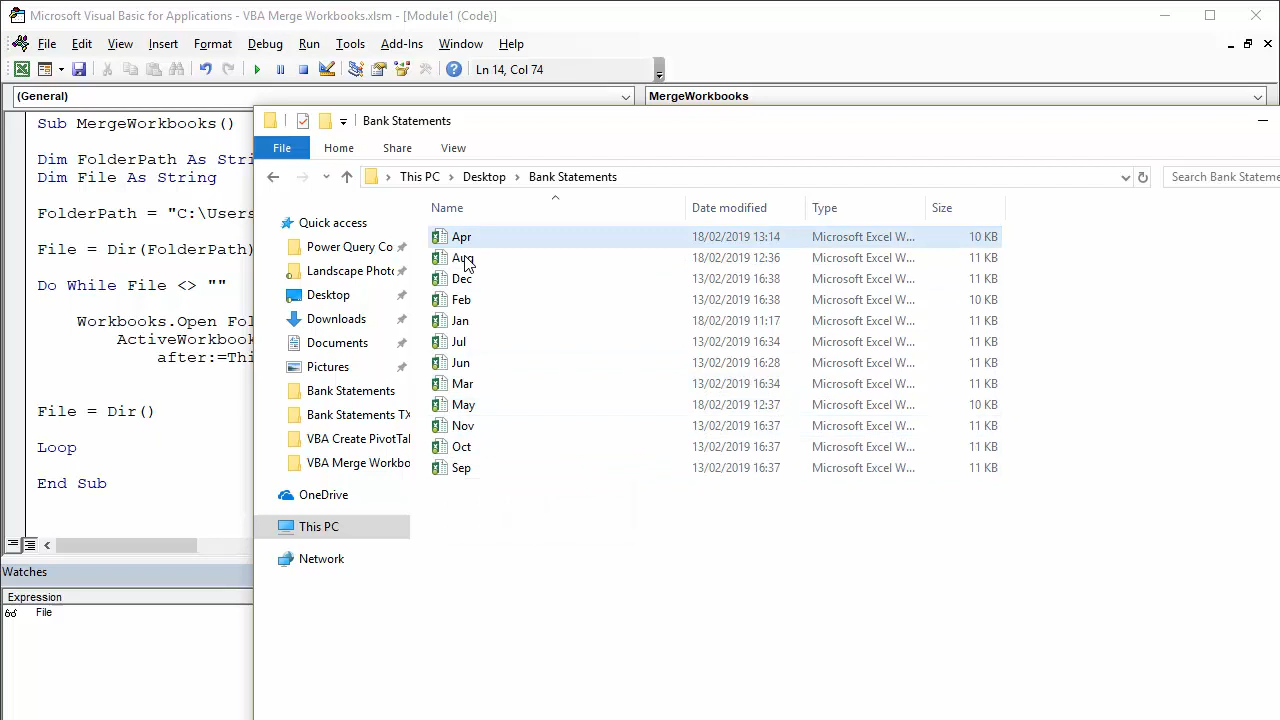 Microsoft Visual Basic for Applications - VBA Merge Workbooks.xlsm - [Module1 (Code)]
File Edit View Insert Format Debug Run Tools Add-Ins Window Help
Ln 14, Col 74
(General) MergeWorkbooks
Sub MergeWorkbooks()
Dim FolderPath As Stri
Dim File As String
FolderPath = "C:\Users
File = Dir(FolderPath)
Do While File <> ""
Workbooks.Open Fol
ActiveWorkbook
after:=Thi
File = Dir()
Loop
End Sub
Watches
Expression
File
Bank Statements
File Home Share View
This PC > Desktop > Bank Statements
Search Bank Stateme
Quick access
Power Query Co
Landscape Phot
Desktop
Downloads
Documents
Pictures
Bank Statements
Bank Statements TX
VBA Create PivotTal
VBA Merge Workbo
OneDrive
This PC
Network
Name Date modified Type Size
Apr 18/02/2019 13:14 Microsoft Excel W... 10 KB
Aug 18/02/2019 12:36 Microsoft Excel W... 11 KB
Dec 13/02/2019 16:38 Microsoft Excel W... 11 KB
Feb 13/02/2019 16:38 Microsoft Excel W... 10 KB
Jan 18/02/2019 11:17 Microsoft Excel W... 11 KB
Jul 13/02/2019 16:34 Microsoft Excel W... 11 KB
Jun 13/02/2019 16:28 Microsoft Excel W... 11 KB
Mar 13/02/2019 16:34 Microsoft Excel W... 11 KB
May 18/02/2019 12:37 Microsoft Excel W... 10 KB
Nov 13/02/2019 16:37 Microsoft Excel W... 11 KB
Oct 13/02/2019 16:37 Microsoft Excel W... 11 KB
Sep 13/02/2019 16:37 Microsoft Excel W... 11 KB